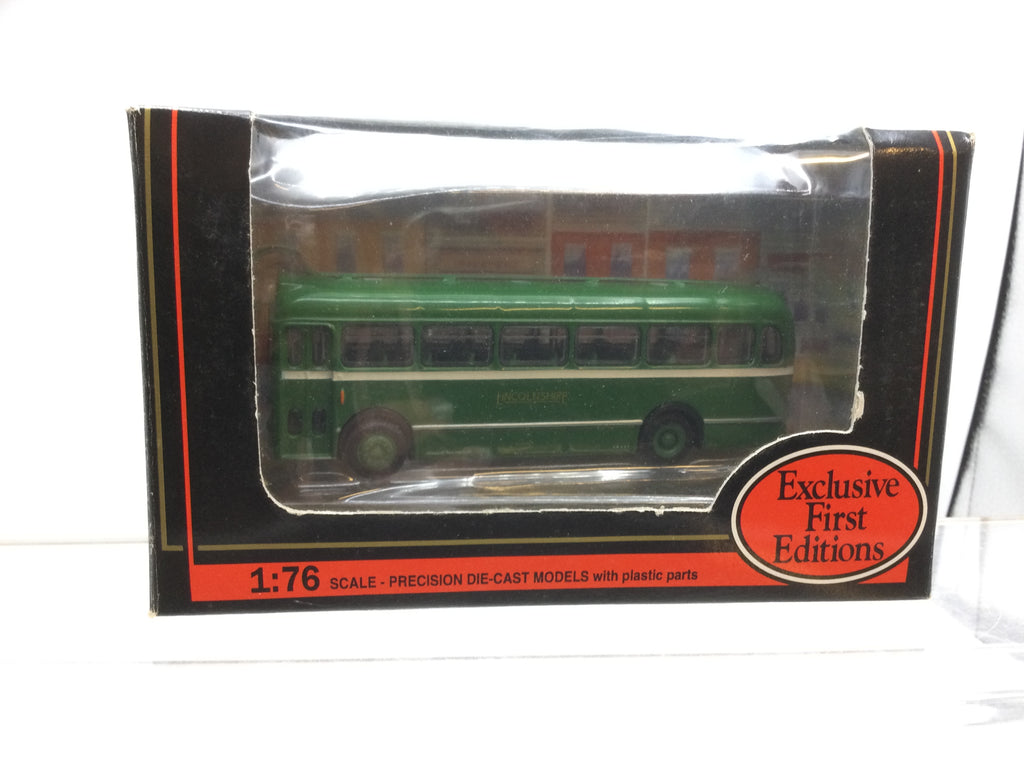 LINCOLNSHIRE
Exclusive
First
Editions
1:76 SCALE - PRECISION DIE-CAST MODELS with plastic parts